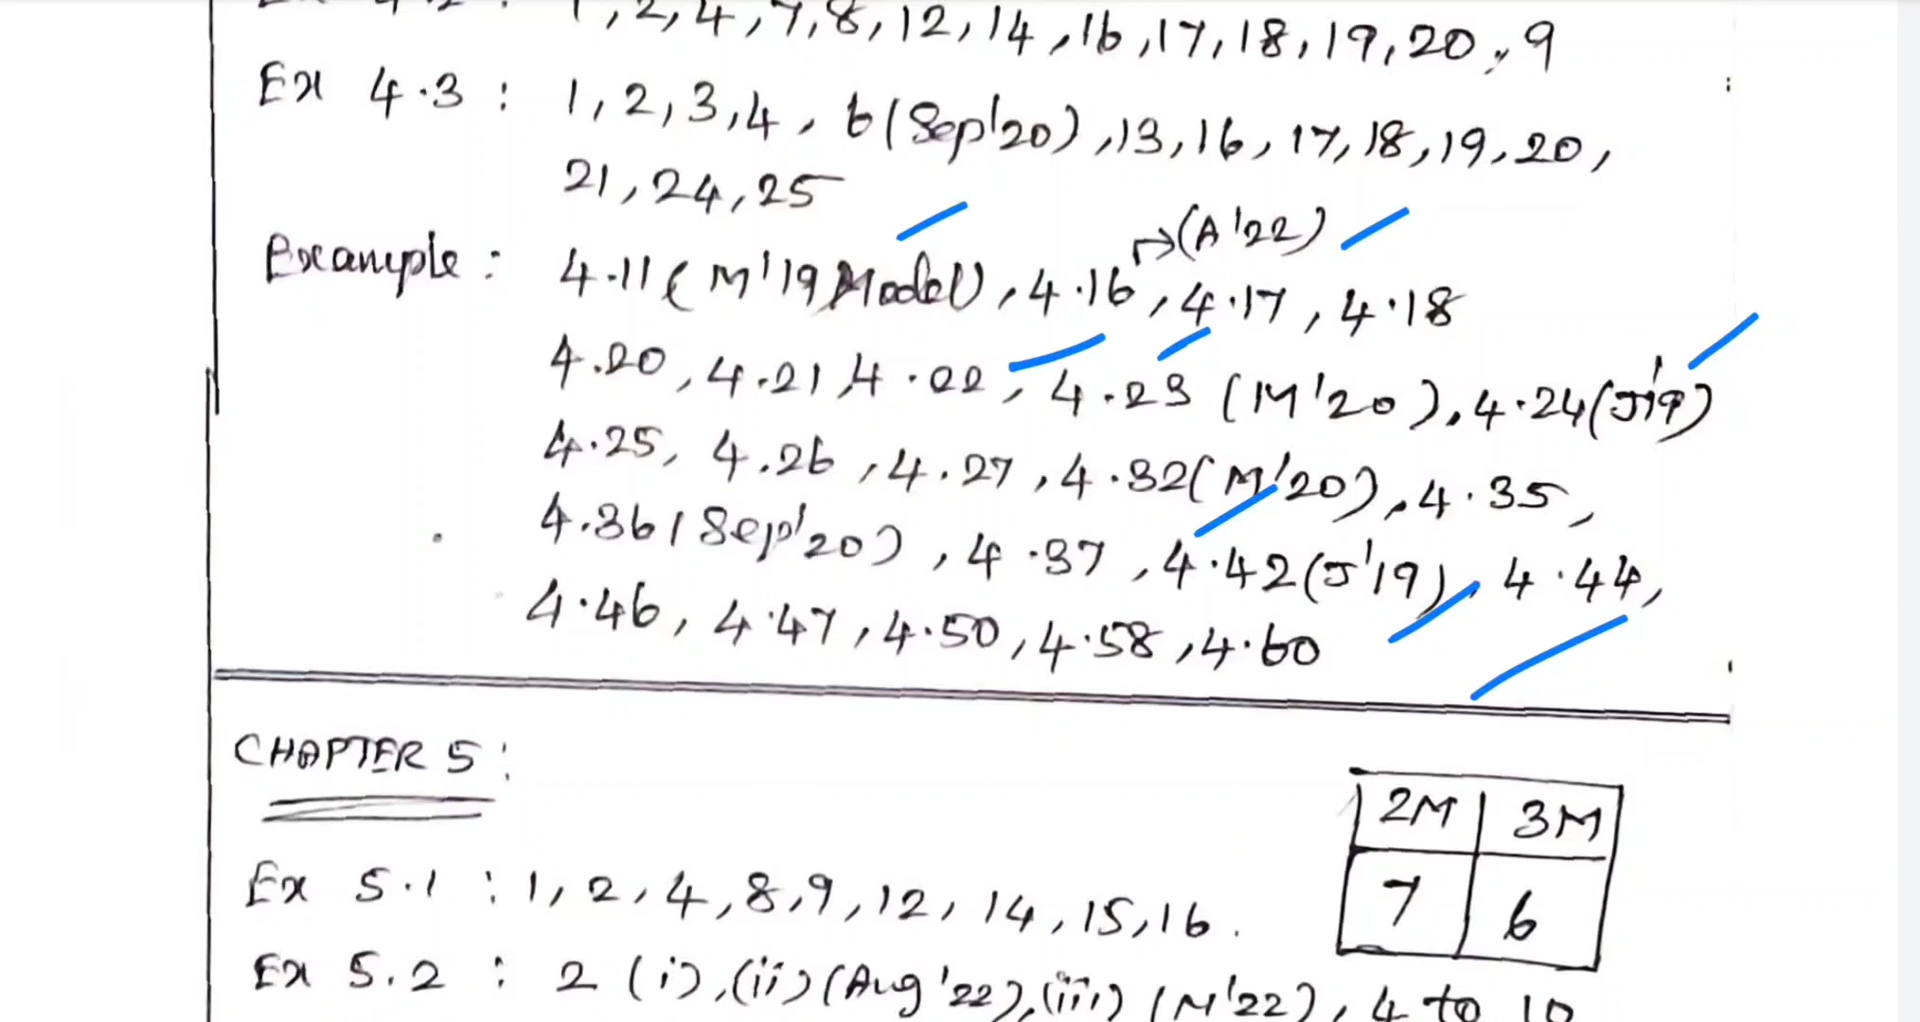 1, 2, 4, 7, 8, 12, 14, 16, 17, 18, 19, 20, 9
Ex 4.3 : 1, 2, 3, 4, 6 (Sep'20), 13, 16, 17, 18, 19, 20,
21, 24, 25
(A'22)
Example : 4.11 ( M'19 Model), 4.16, 4.17, 4.18
4.20, 4.21, 4.22, 4.23 (M'20), 4.24 (J'19)
4.25, 4.26, 4.27, 4.32 (M'20), 4.35,
4.36 (Sep'20), 4.37, 4.42 (J'19), 4.44,
4.46, 4.47, 4.50, 4.58, 4.60
CHAPTER 5 :
2M 3M
7 6
Ex 5.1 : 1, 2, 4, 8, 9, 12, 14, 15, 16.
Ex 5.2 : 2 (i), (ii) (Aug '22), (iii) (M'22), 4 to 10